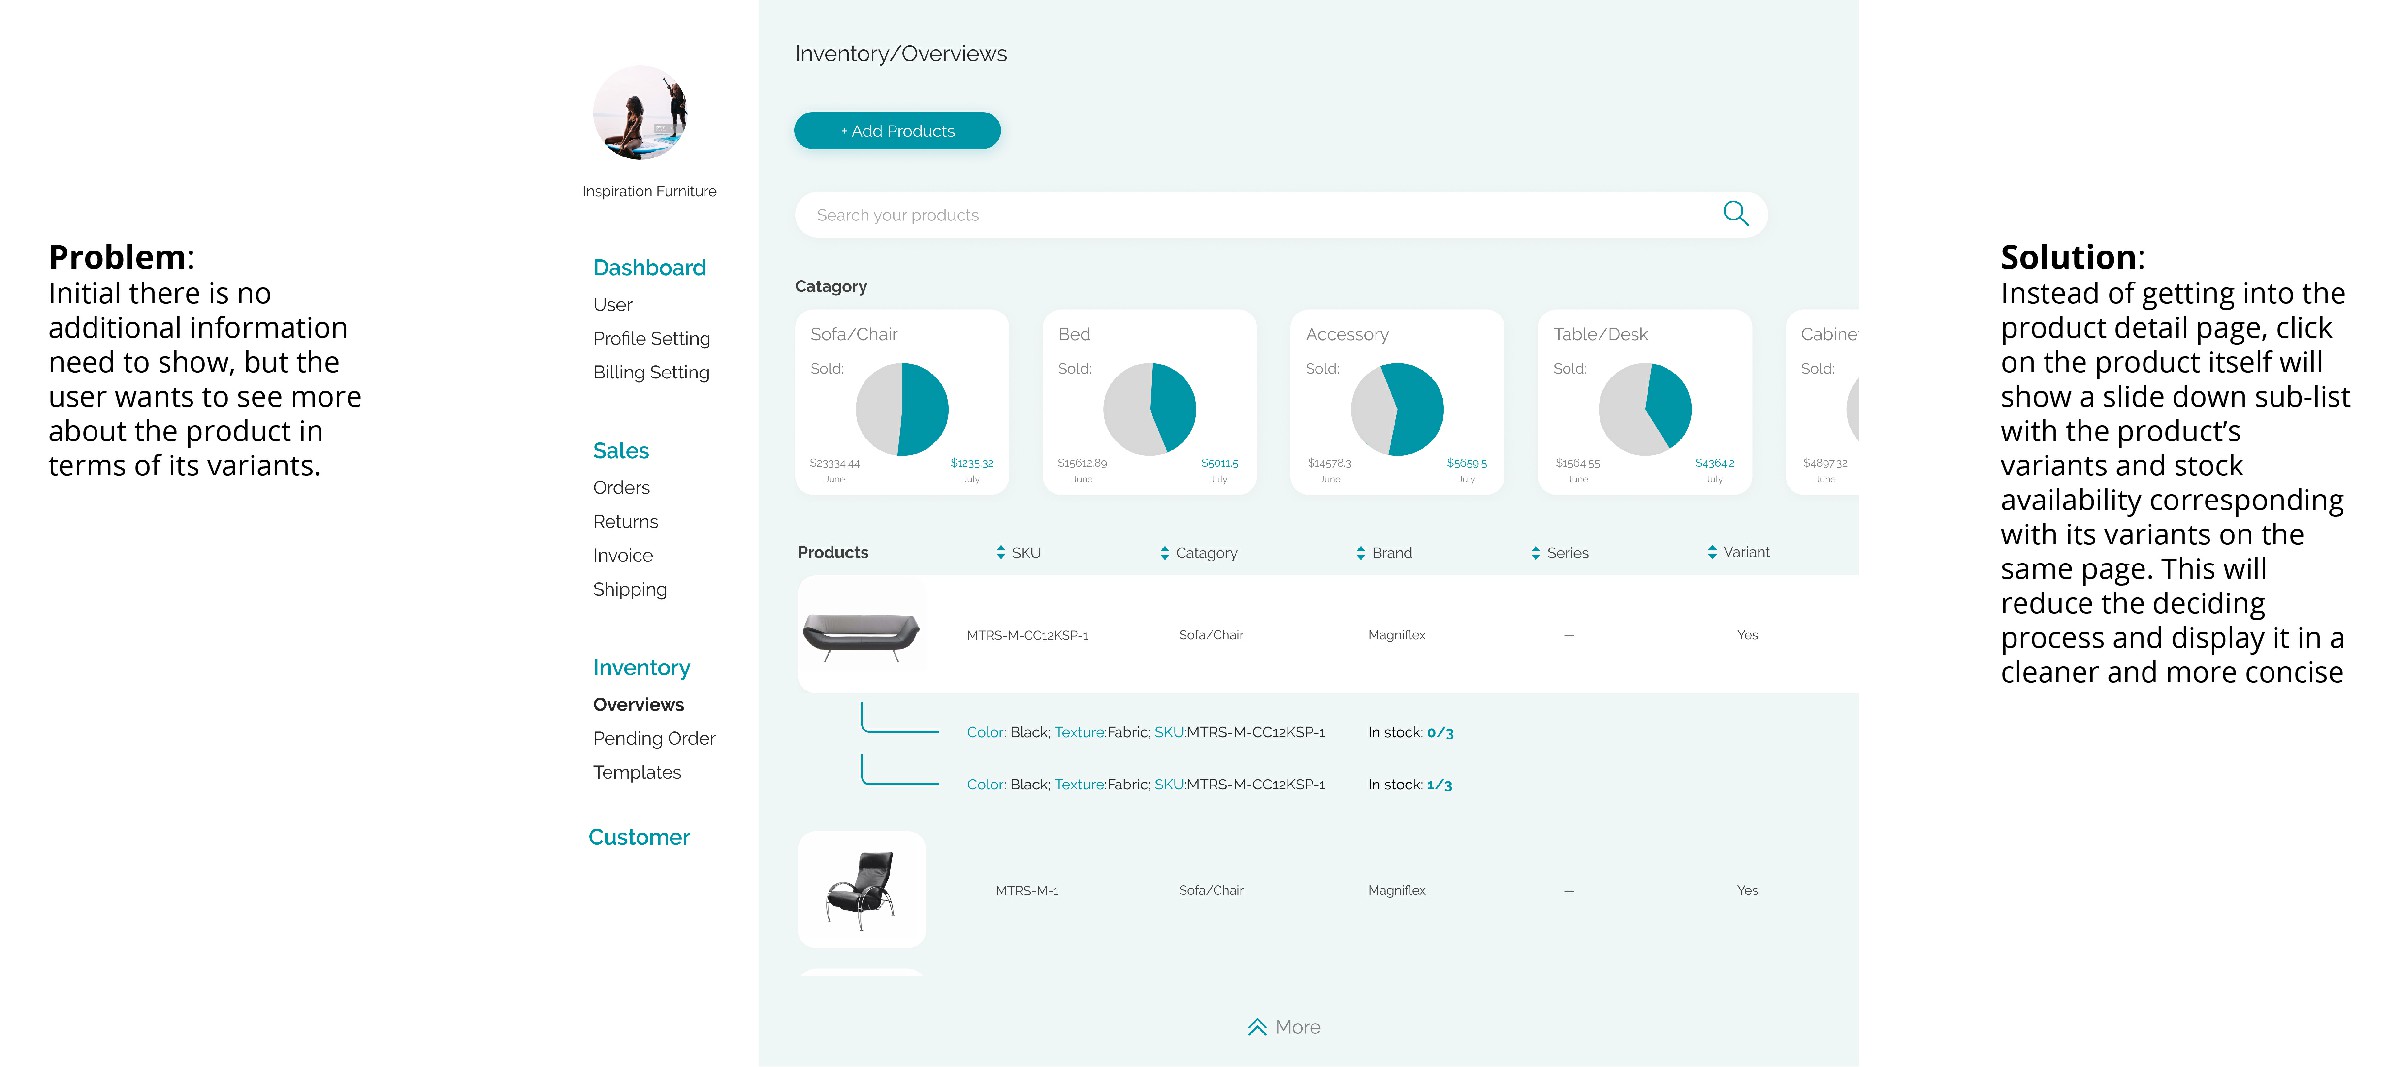 Problem:
Initial there is no
additional information
need to show, but the
user wants to see more
about the product in
terms of its variants.
Inspiration Furniture
Dashboard
User
Profile Setting
Billing Setting
Sales
Orders
Returns
Invoice
Shipping
Inventory
Overviews
Pending Order
Templates
Customer
Inventory/Overviews
+ Add Products
Search your products
Catagory
Sofa/Chair
Sold:
$23334.44 $1235.32
June July
Bed
Sold:
$15612.89 $5011.5
June July
Accessory
Sold:
$14578.3 $5659.5
June July
Table/Desk
Sold:
$1564.55 $4364.2
June July
Cabine
Sold:
$4897.32
June
Products SKU Catagory Brand Series Variant
MTRS-M-CC12KSP-1 Sofa/Chair Magniflex — Yes
Color: Black; Texture:Fabric; SKU:MTRS-M-CC12KSP-1 In stock: 0/3
Color: Black; Texture:Fabric; SKU:MTRS-M-CC12KSP-1 In stock: 1/3
MTRS-M-1 Sofa/Chair Magniflex — Yes
More
Solution:
Instead of getting into the
product detail page, click
on the product itself will
show a slide down sub-list
with the product’s
variants and stock
availability corresponding
with its variants on the
same page. This will
reduce the deciding
process and display it in a
cleaner and more concise